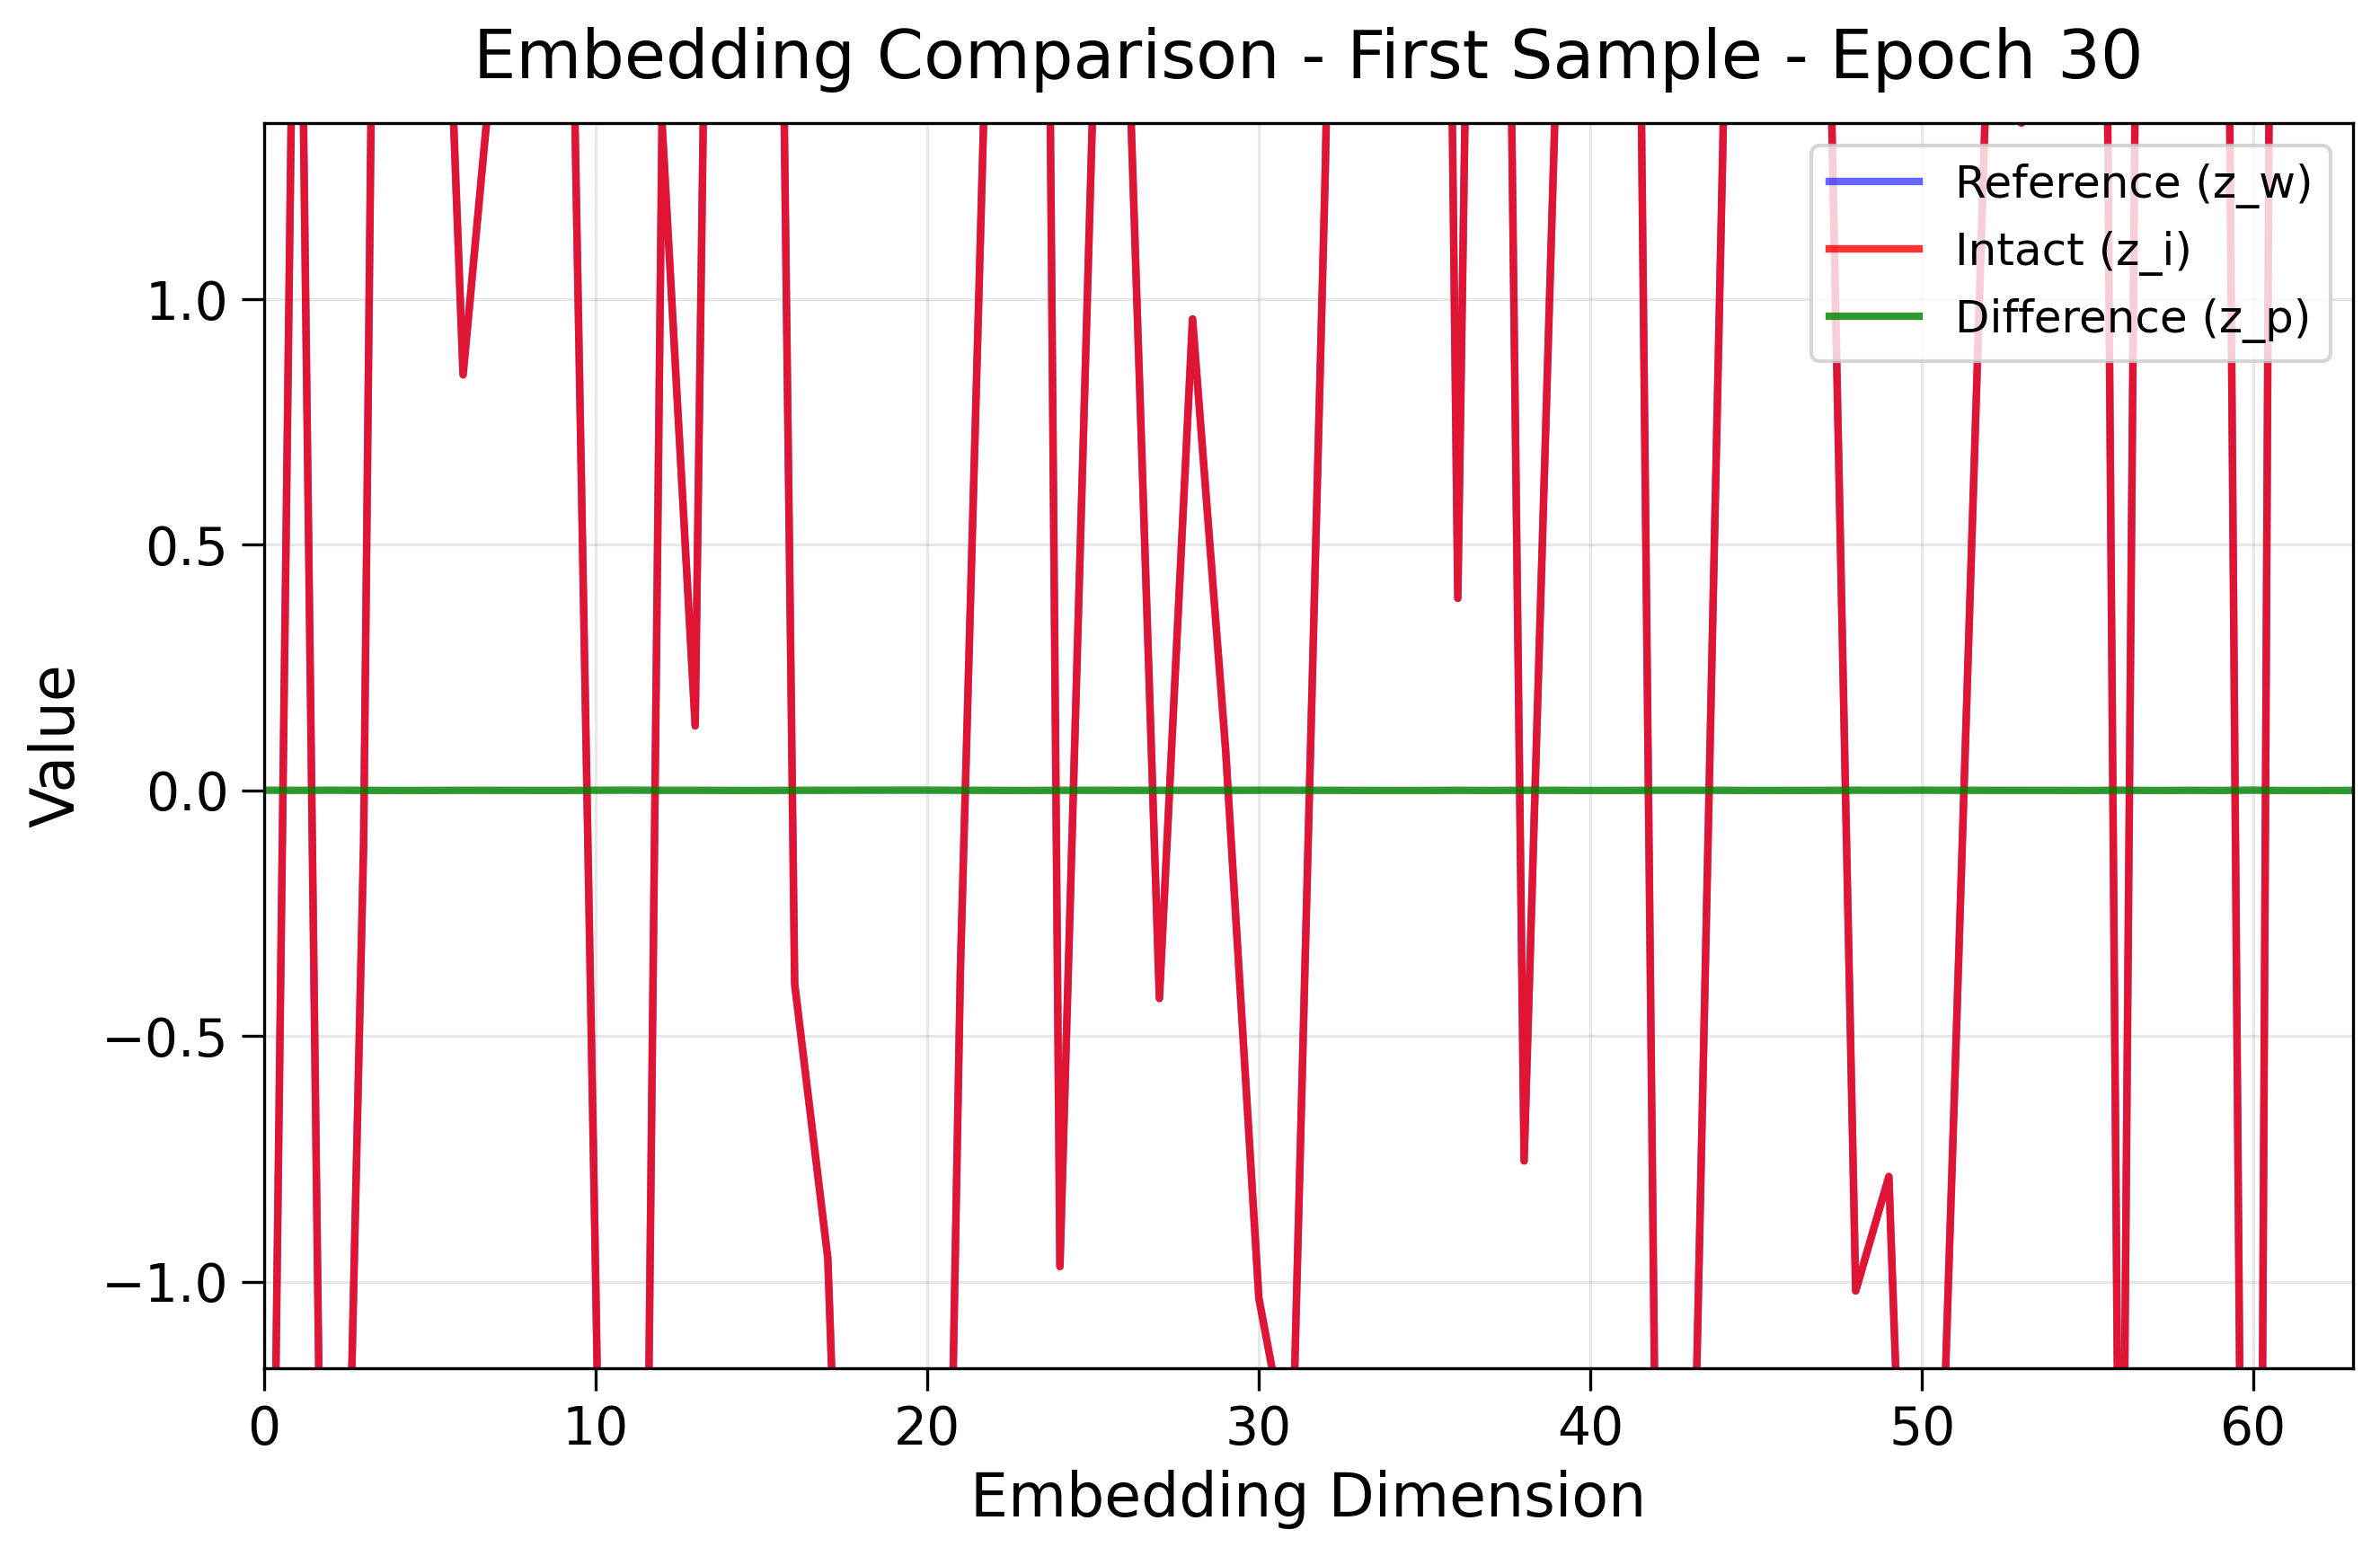 Embedding Comparison - First Sample - Epoch 30
Reference (z_w)
Intact (z_i)
Difference (z_p)
1.0
0.5
0.0
−0.5
−1.0
Value
0 10 20 30 40 50 60
Embedding Dimension